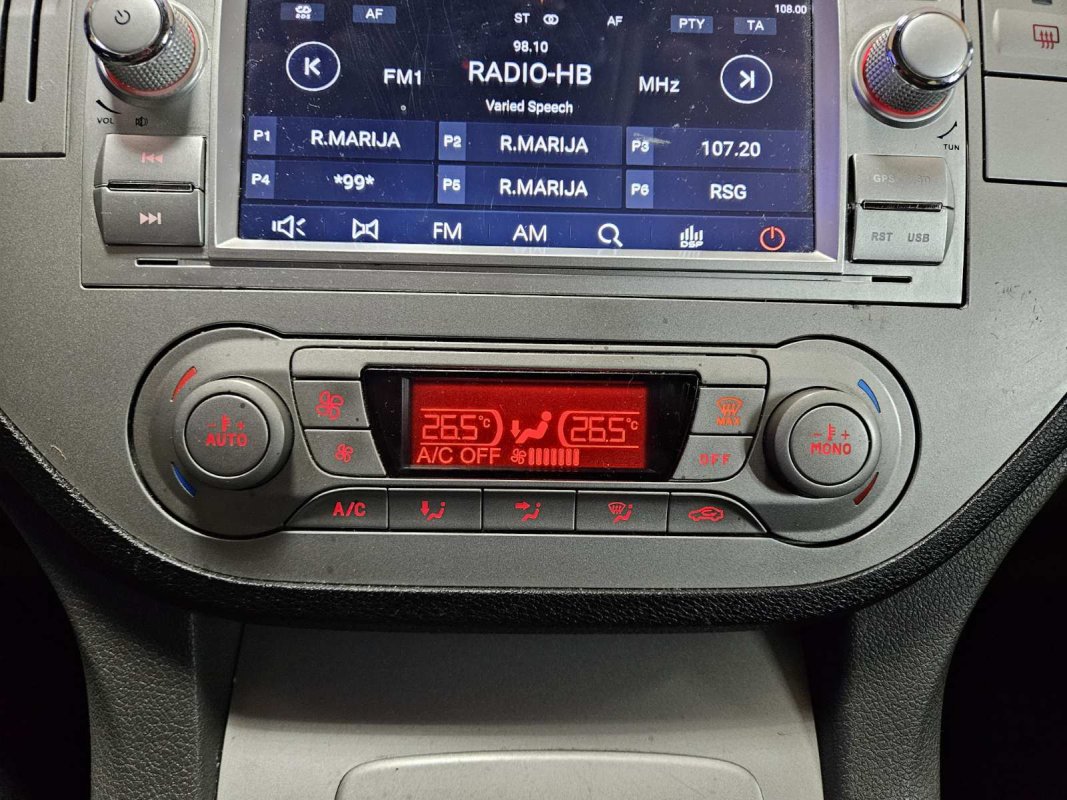 108.00
RDS AF ST AF PTY TA
98.10
FM1 RADIO-HB MHz
Varied Speech
VOL
TUN
P1 R.MARIJA P2 R.MARIJA P3 107.20
P4 *99* P5 R.MARIJA P6 RSG
GPS SD
FM AM DSP
RST USB
26.5°C 26.5°C
MAX
- +
AUTO
- +
MONO
A/C OFF
OFF
A/C